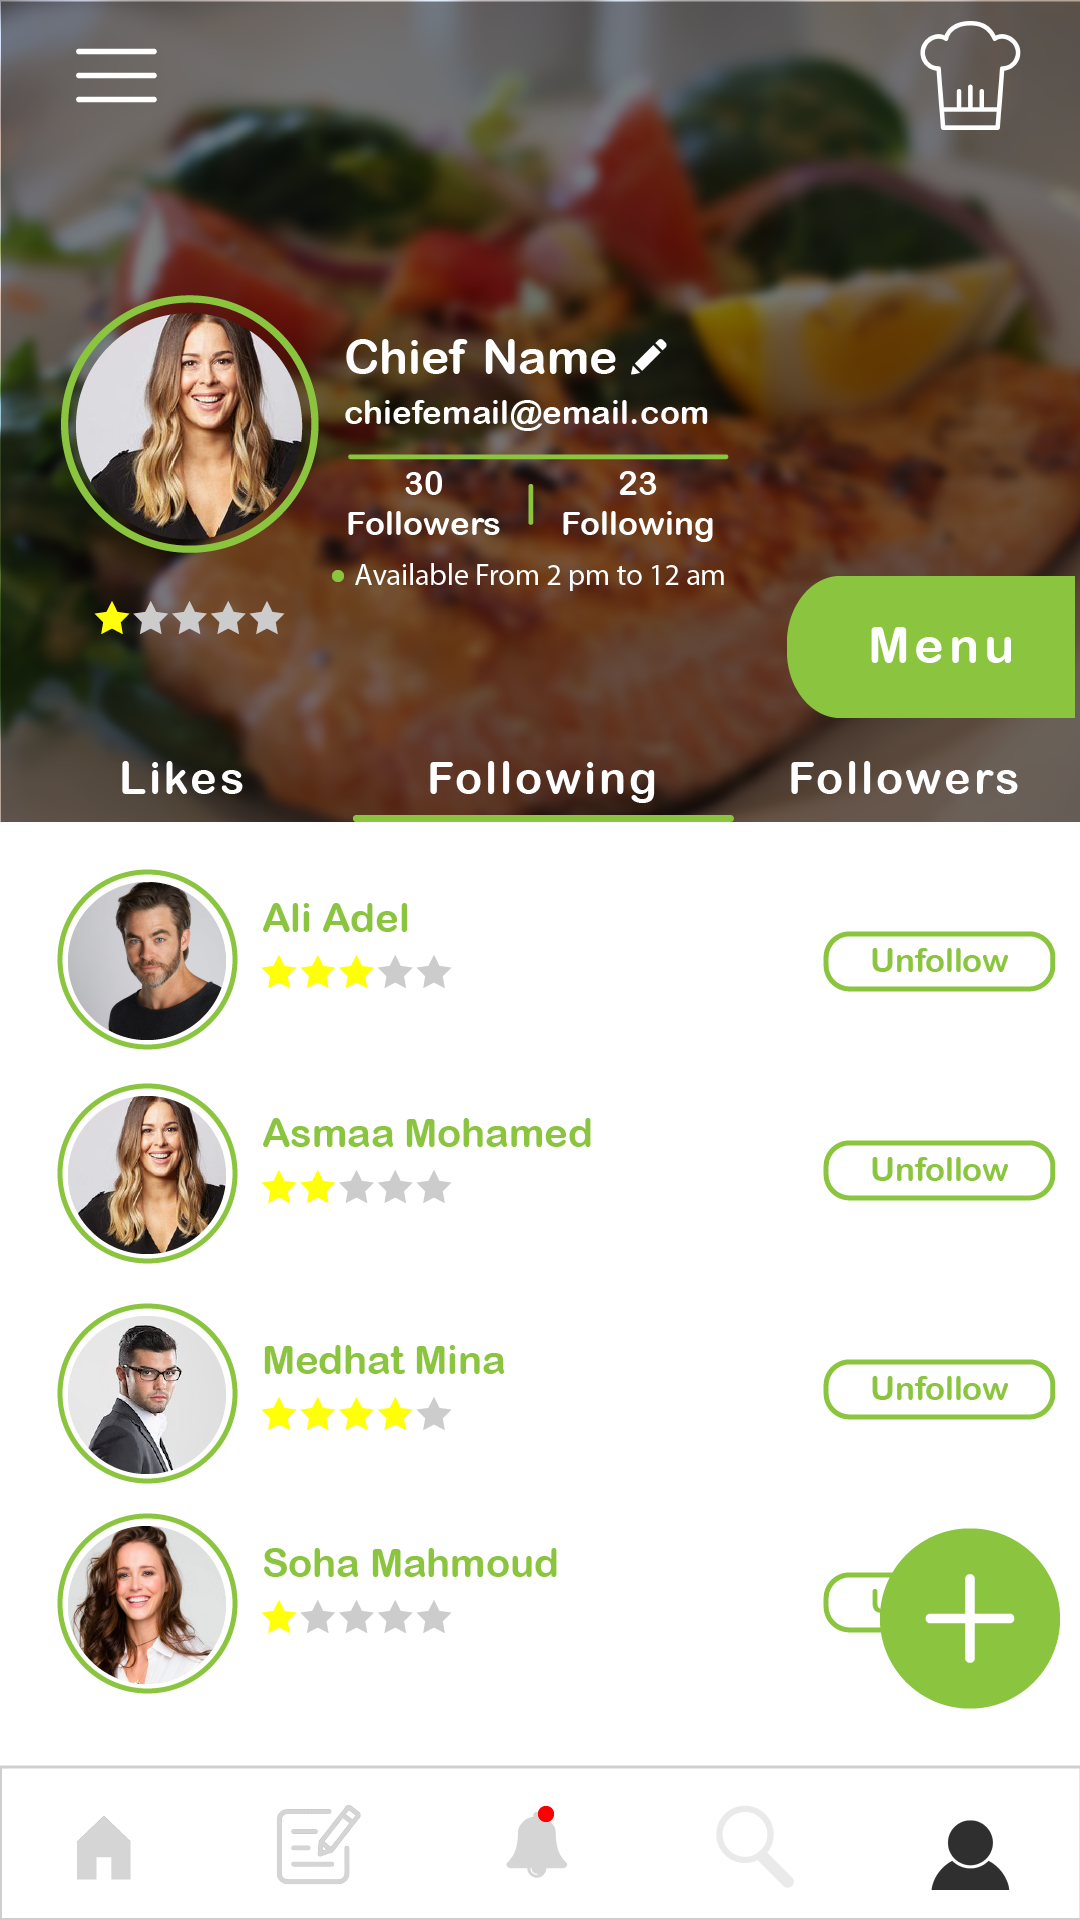 Chief Name
chiefemail@email.com
30
Followers
23
Following
Available From 2 pm to 12 am
Menu
Likes
Following
Followers
Ali Adel
Unfollow
Asmaa Mohamed
Unfollow
Medhat Mina
Unfollow
Soha Mahmoud